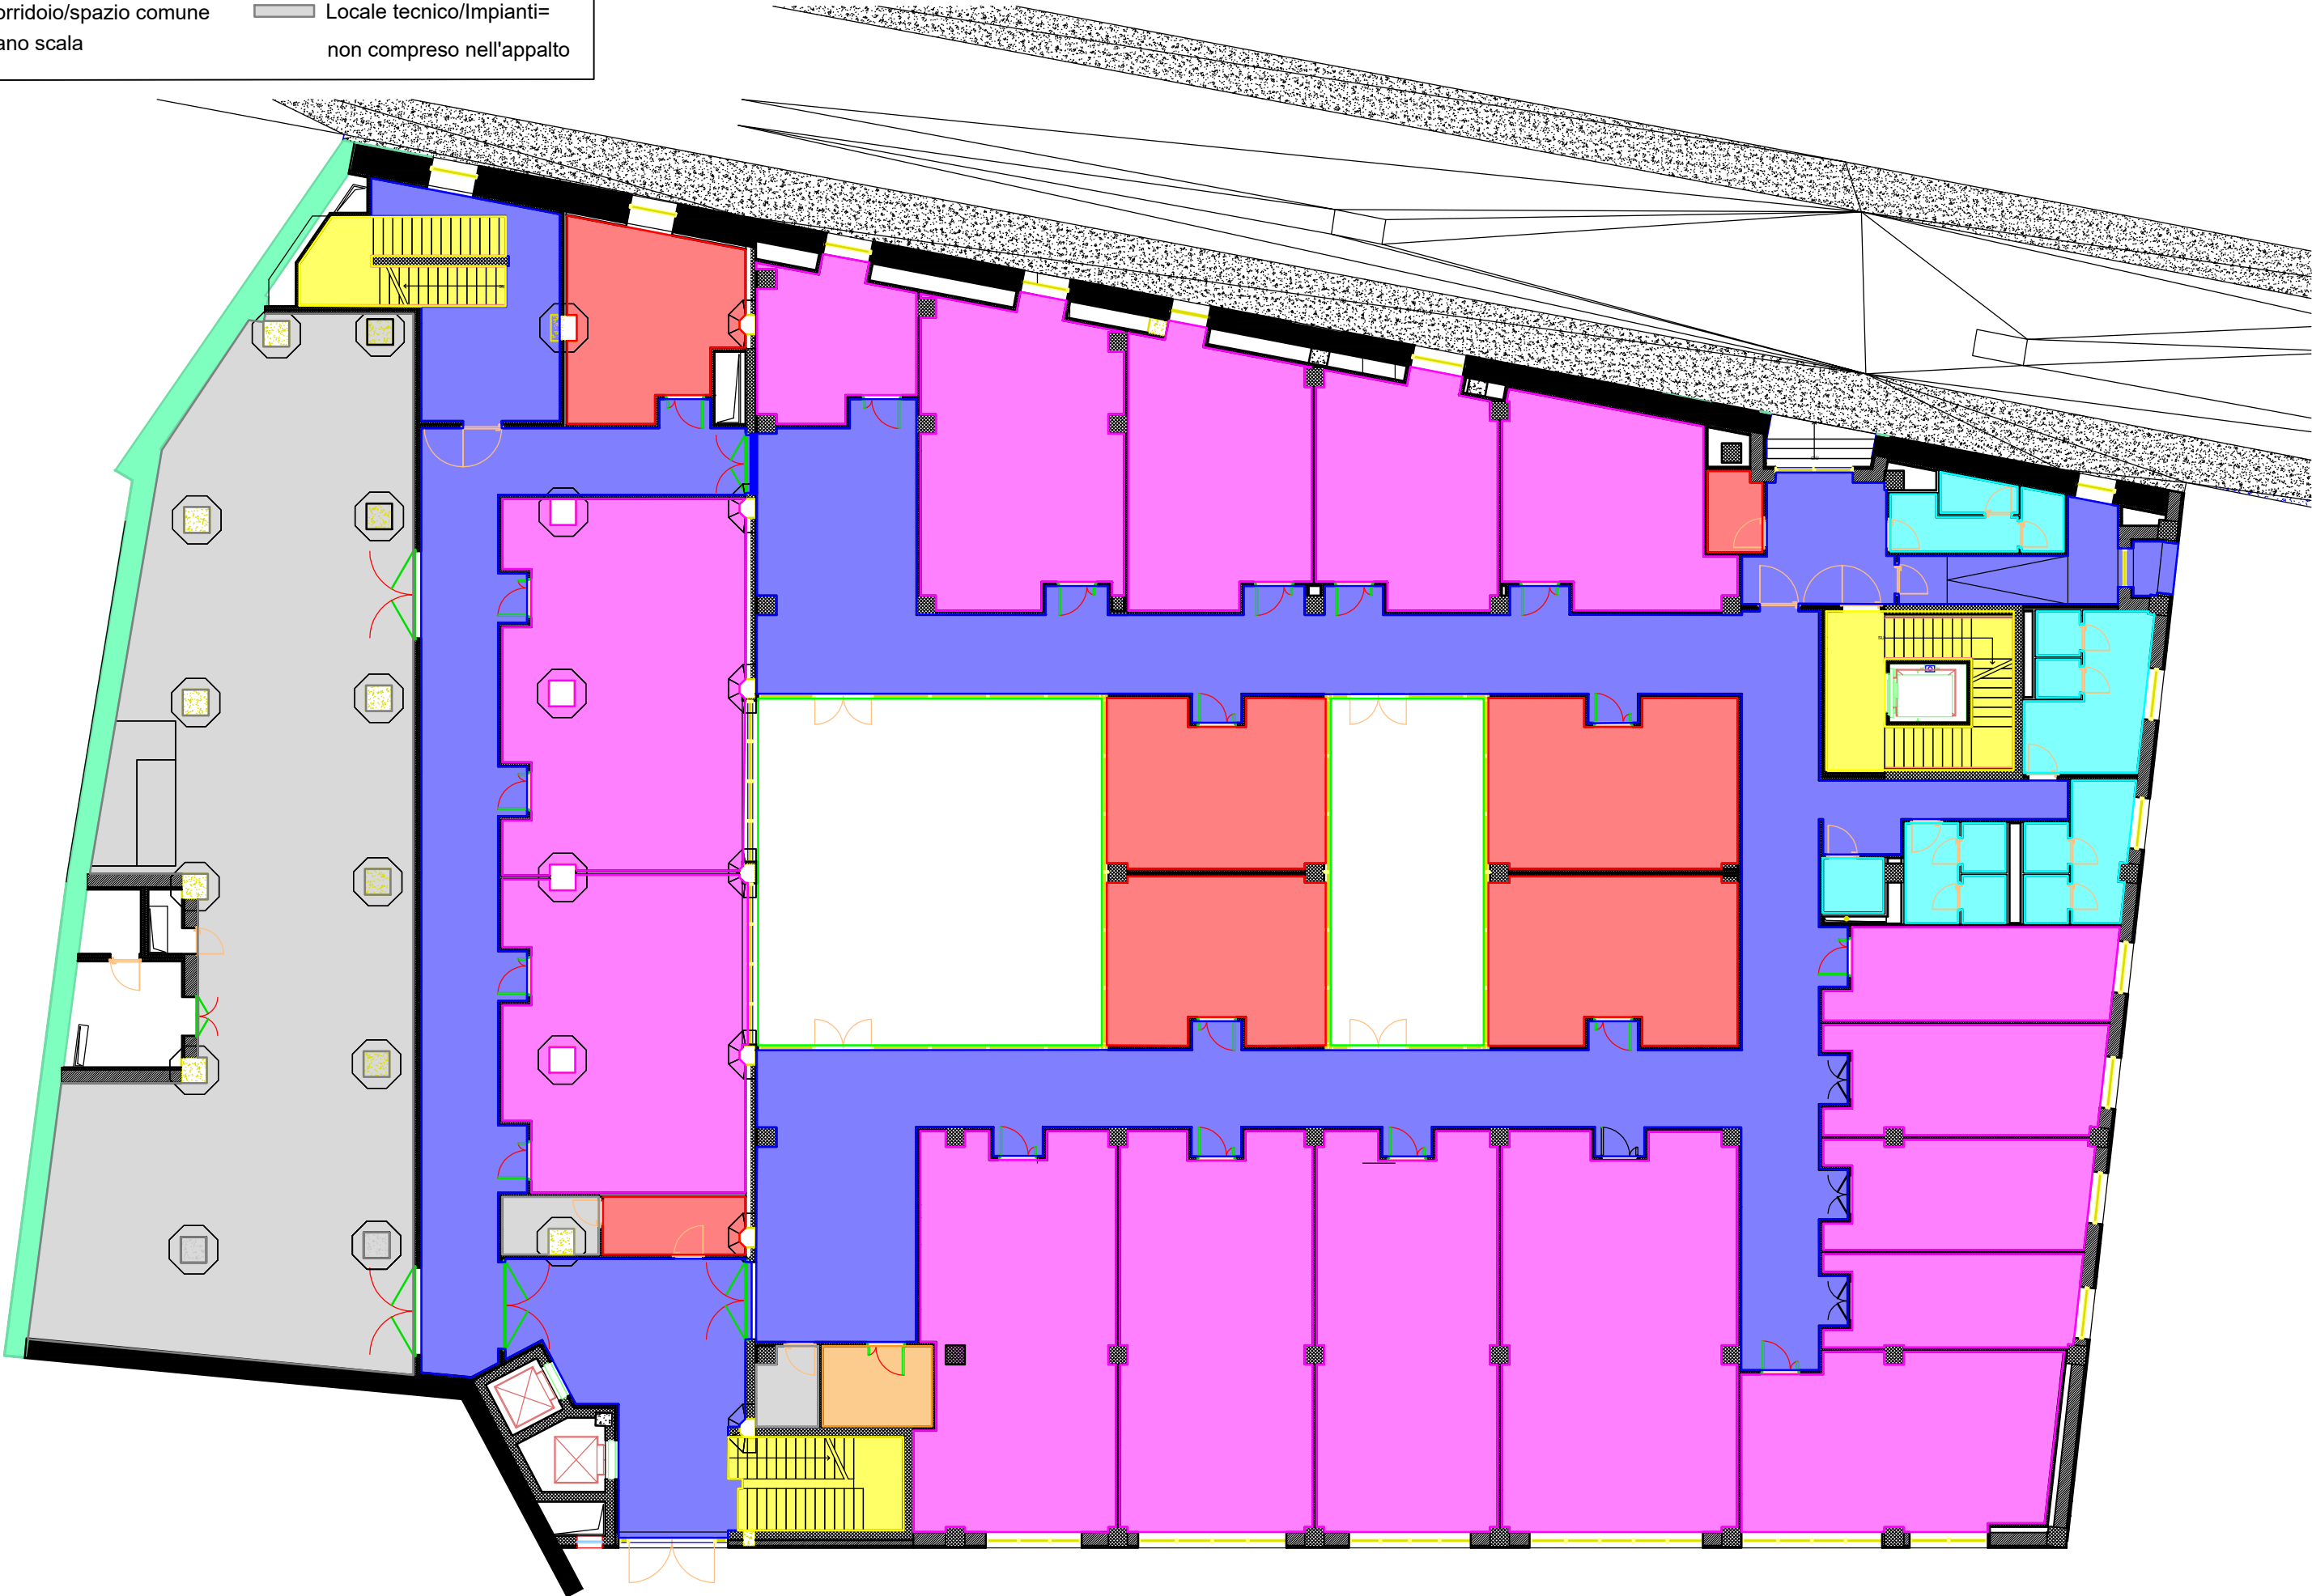 orridoio/spazio comune
Locale tecnico/Impianti=
ano scala
non compreso nell'appalto